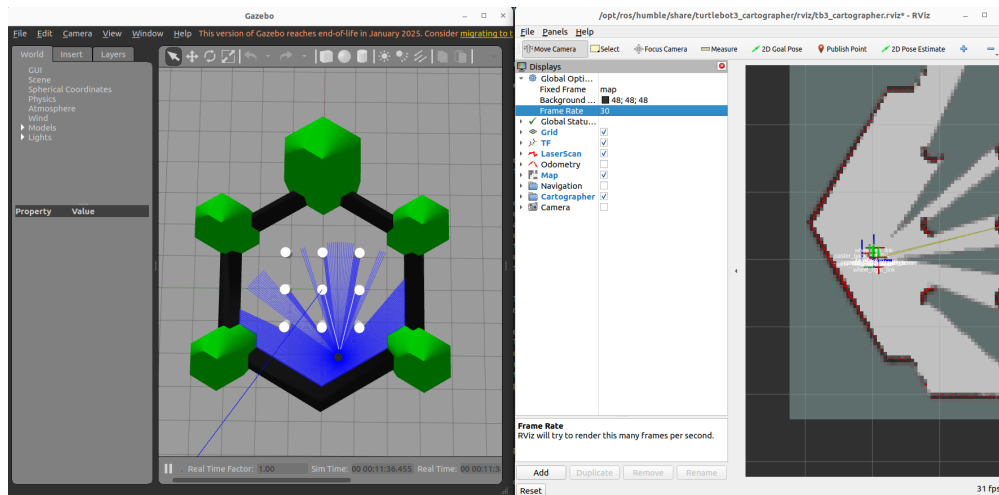 Gazebo
File Edit Camera View Window Help This version of Gazebo reaches end-of-life in January 2025. Consider migrating to t
World Insert Layers
GUI
Scene
Spherical Coordinates
Physics
Atmosphere
Wind
Models
Lights
Property Value
Real Time Factor: 1.00 Sim Time: 00 00:11:36.455 Real Time: 00 00:11:3
/opt/ros/humble/share/turtlebot3_cartographer/rviz/tb3_cartographer.rviz* - RViz
File Panels Help
Move Camera Select Focus Camera Measure 2D Goal Pose Publish Point 2D Pose Estimate
Displays
Global Opti...
Fixed Frame map
Background ... 48; 48; 48
Frame Rate 30
Global Statu...
Grid
TF
LaserScan
Odometry
Map
Navigation
Cartographer
Camera
Frame Rate
RViz will try to render this many frames per second.
Add Duplicate Remove Rename
Reset 31 fps